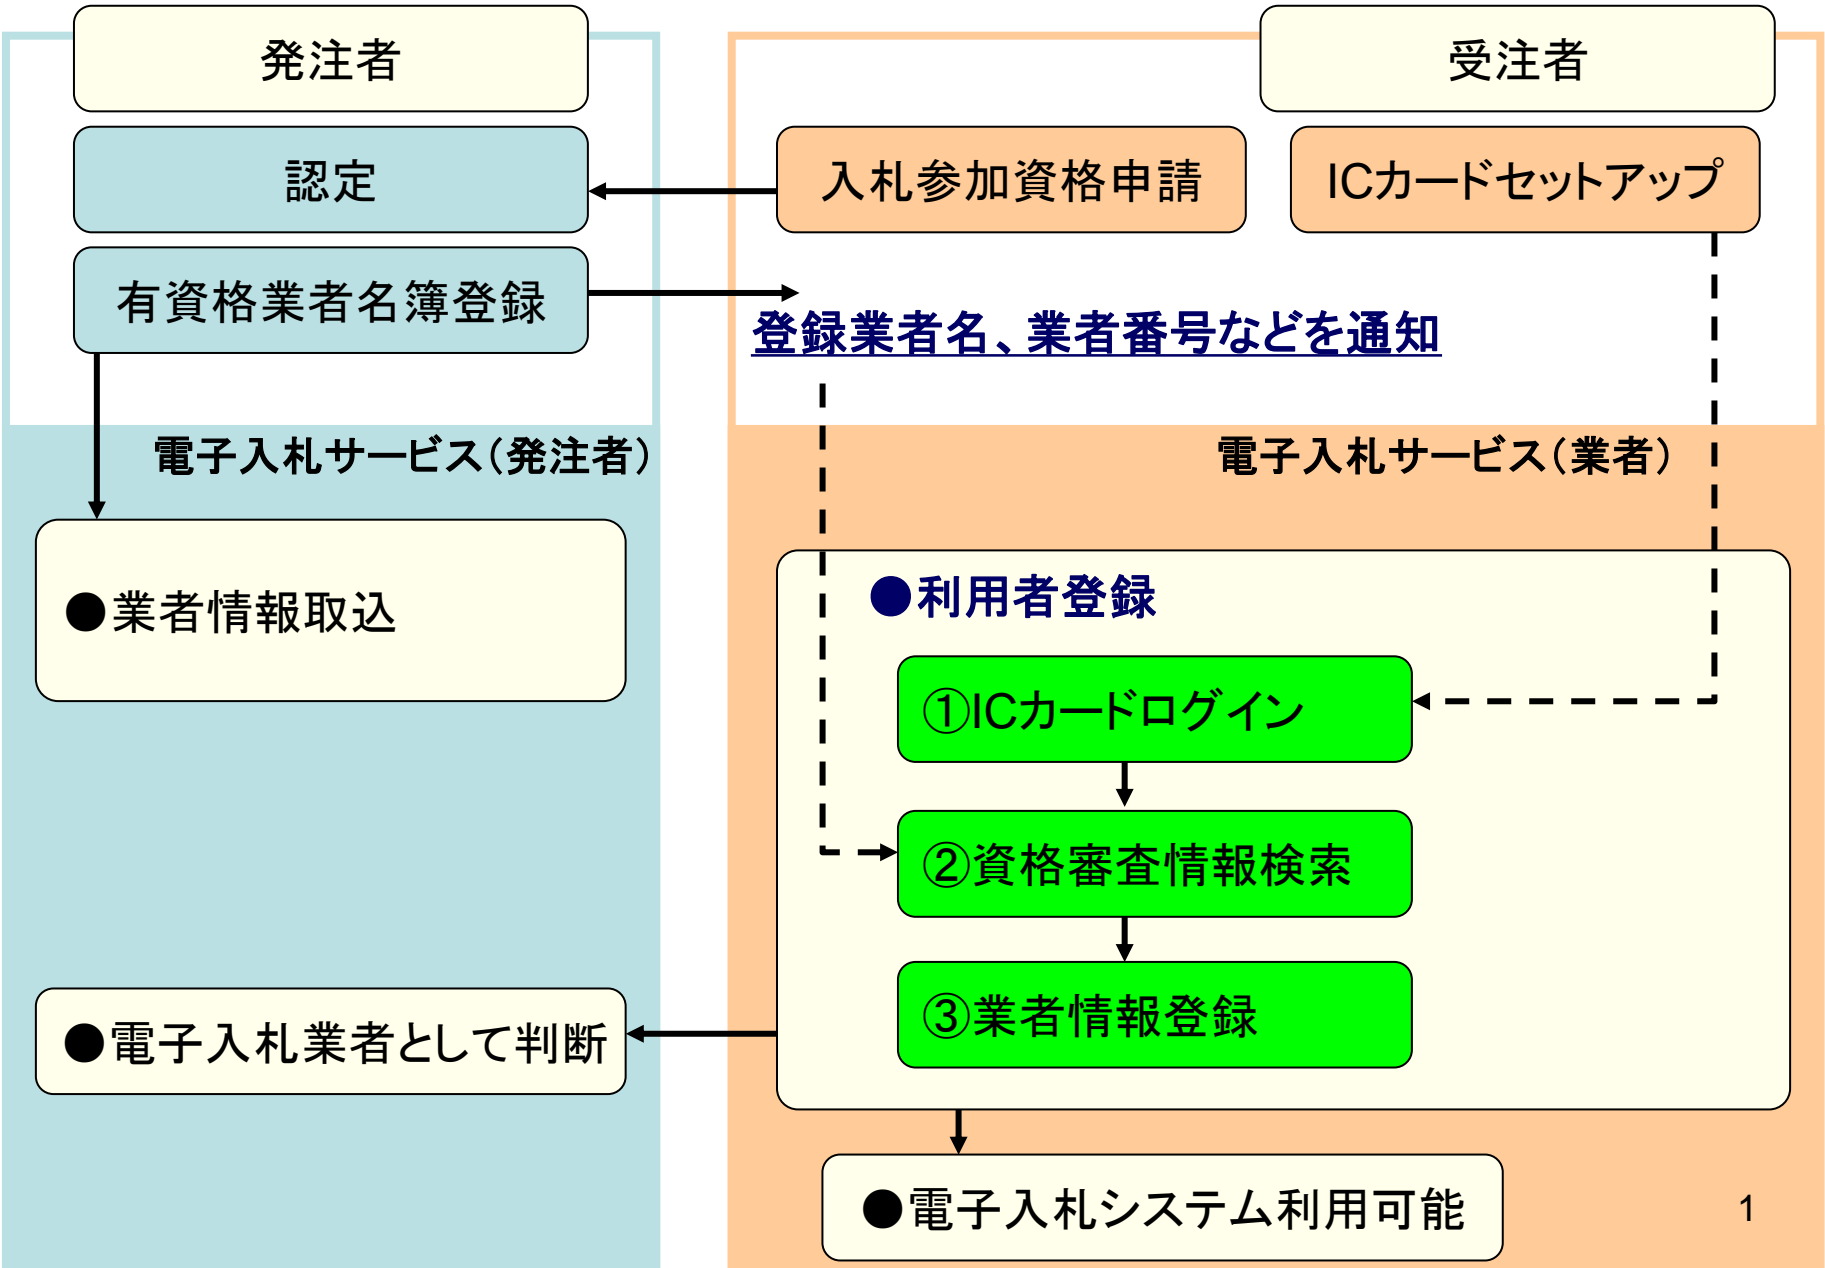 発注者
受注者
認定
入札参加資格申請
ICカードセットアップ
有資格業者名簿登録
登録業者名、業者番号などを通知
電子入札サービス（発注者）
電子入札サービス（業者）
●業者情報取込
●利用者登録
①ICカードログイン
②資格審査情報検索
③業者情報登録
●電子入札業者として判断
●電子入札システム利用可能
1